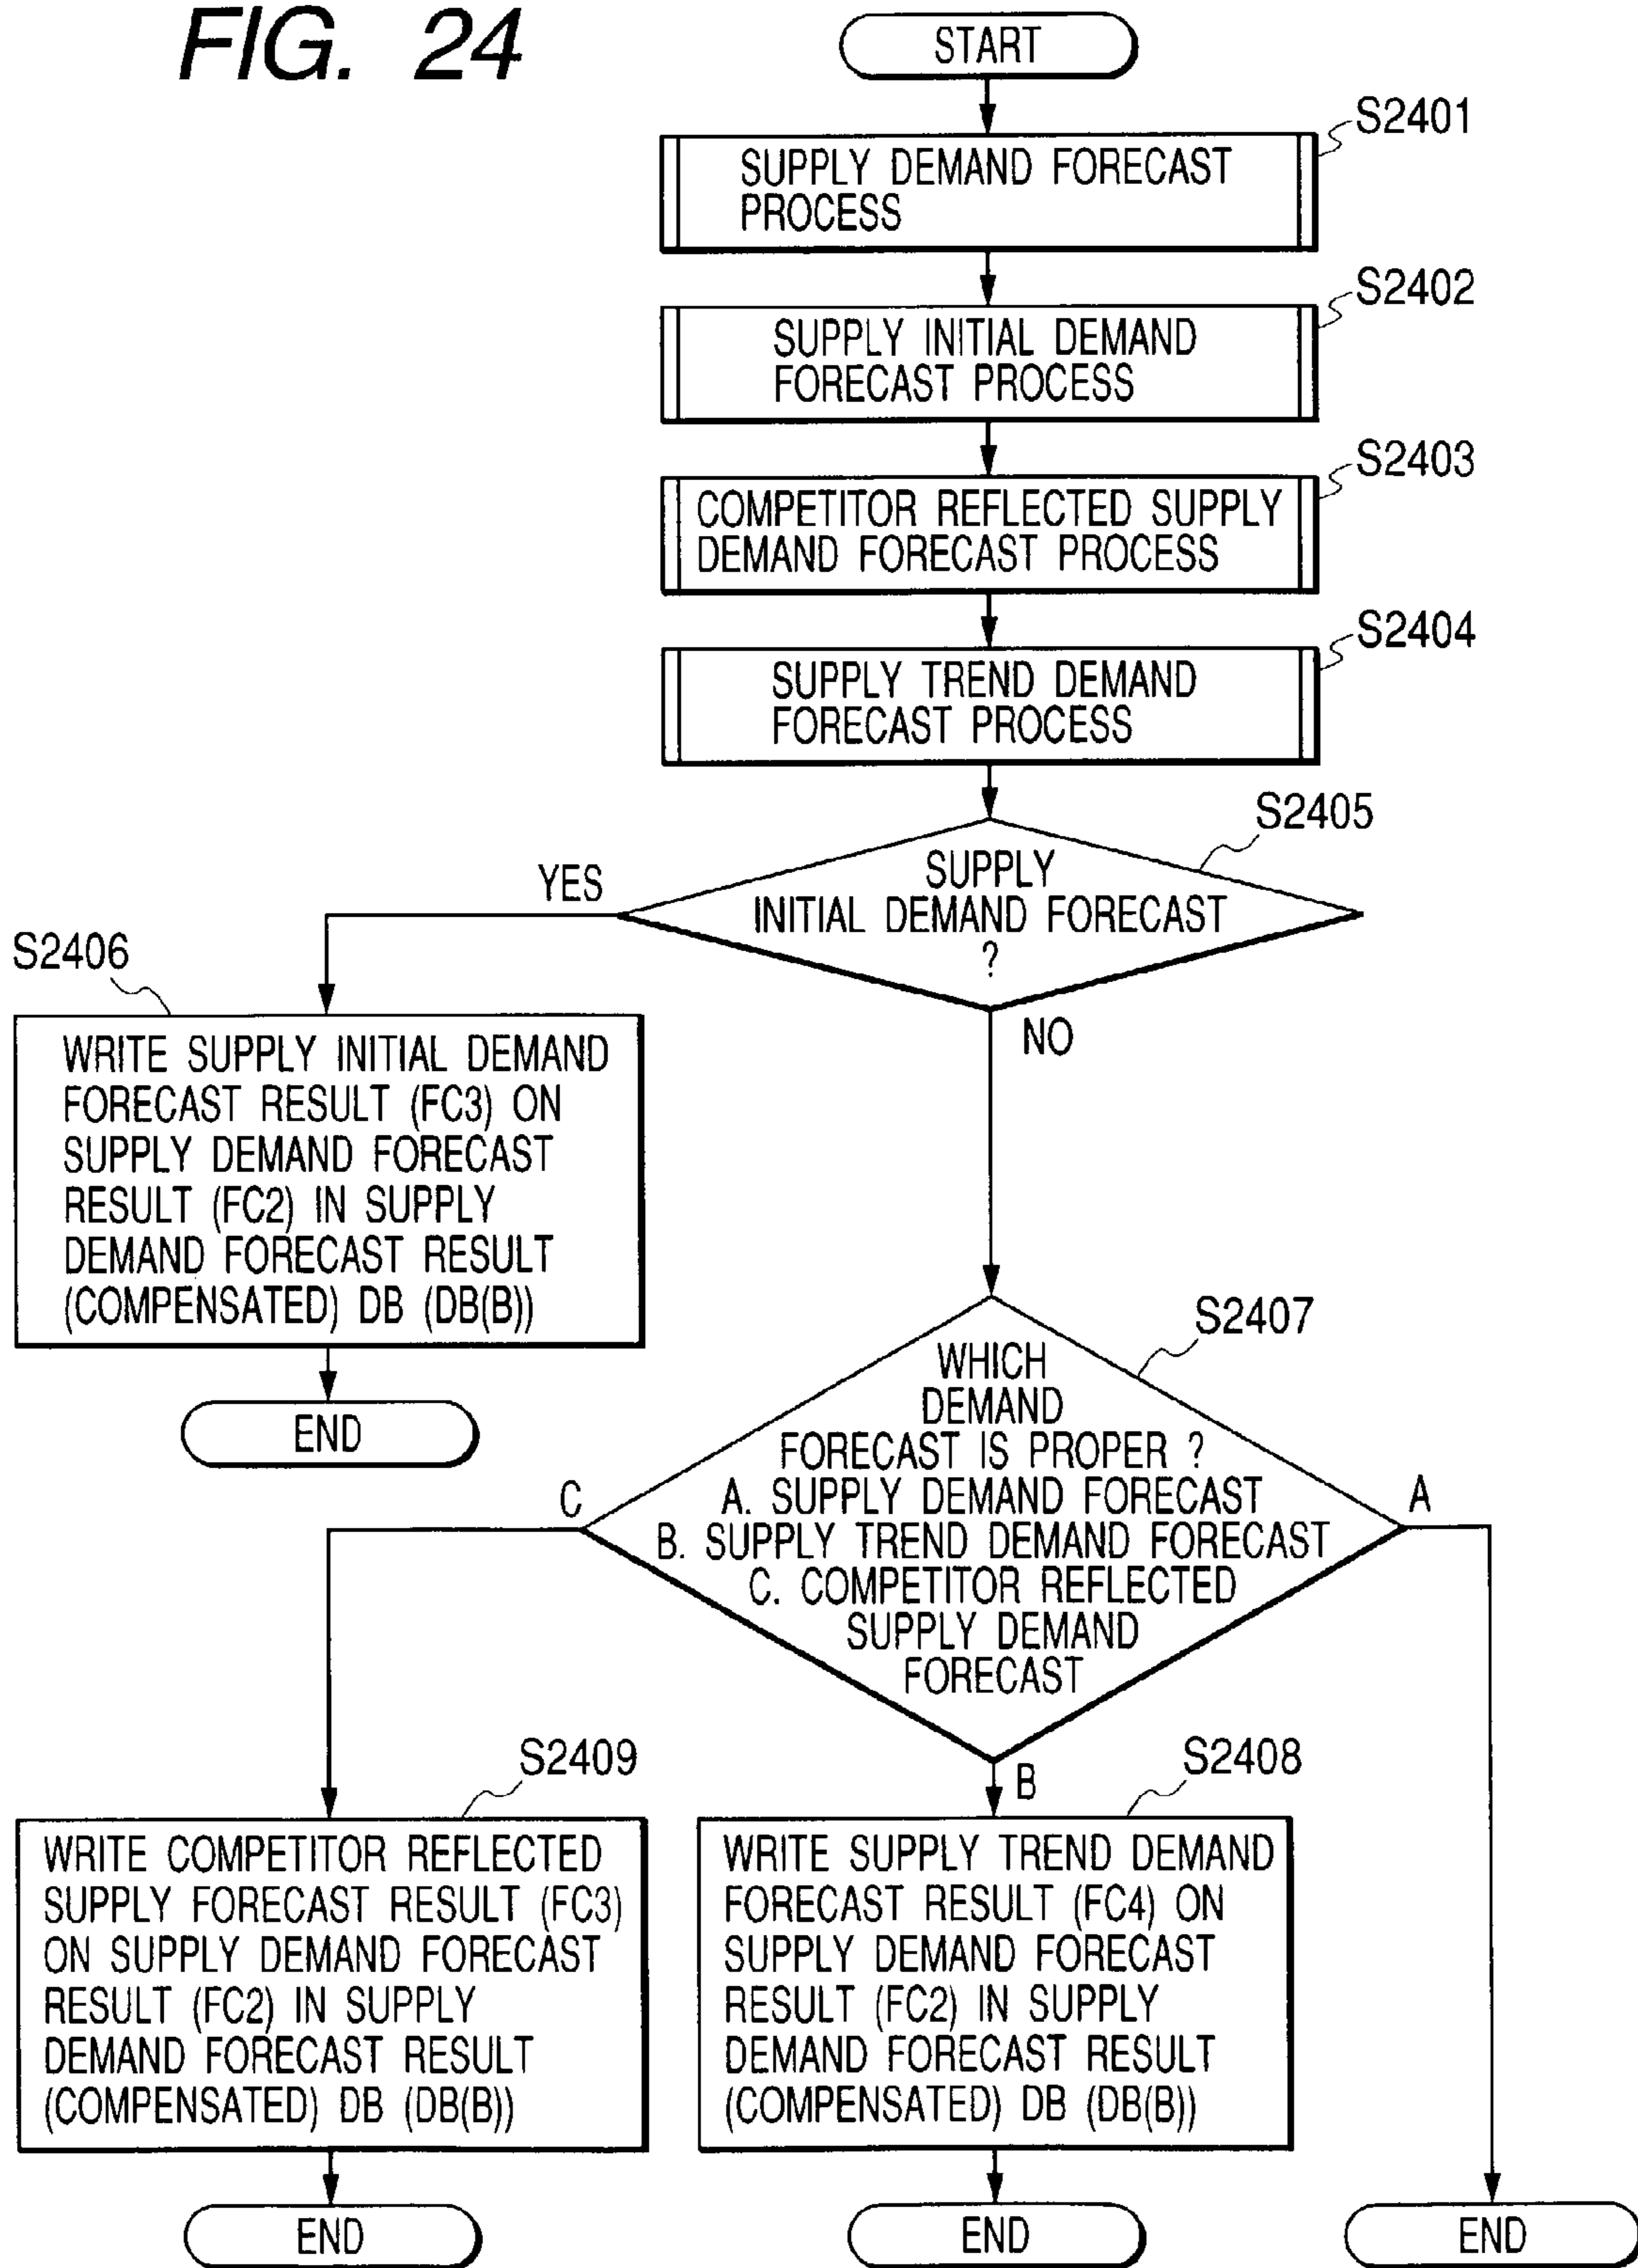 FIG. 24
START
S2401
SUPPLY DEMAND FORECAST
PROCESS
S2402
SUPPLY INITIAL DEMAND
FORECAST PROCESS
S2403
COMPETITOR REFLECTED SUPPLY
DEMAND FORECAST PROCESS
S2404
SUPPLY TREND DEMAND
FORECAST PROCESS
S2405
SUPPLY
INITIAL DEMAND FORECAST
?
YES
NO
S2406
WRITE SUPPLY INITIAL DEMAND
FORECAST RESULT (FC3) ON
SUPPLY DEMAND FORECAST
RESULT (FC2) IN SUPPLY
DEMAND FORECAST RESULT
(COMPENSATED) DB (DB(B))
END
S2407
WHICH
DEMAND
FORECAST IS PROPER ?
A. SUPPLY DEMAND FORECAST
B. SUPPLY TREND DEMAND FORECAST
C. COMPETITOR REFLECTED
SUPPLY DEMAND
FORECAST
C
A
B
S2409
WRITE COMPETITOR REFLECTED
SUPPLY FORECAST RESULT (FC3)
ON SUPPLY DEMAND FORECAST
RESULT (FC2) IN SUPPLY
DEMAND FORECAST RESULT
(COMPENSATED) DB (DB(B))
END
S2408
WRITE SUPPLY TREND DEMAND
FORECAST RESULT (FC4) ON
SUPPLY DEMAND FORECAST
RESULT (FC2) IN SUPPLY
DEMAND FORECAST RESULT
(COMPENSATED) DB (DB(B))
END
END